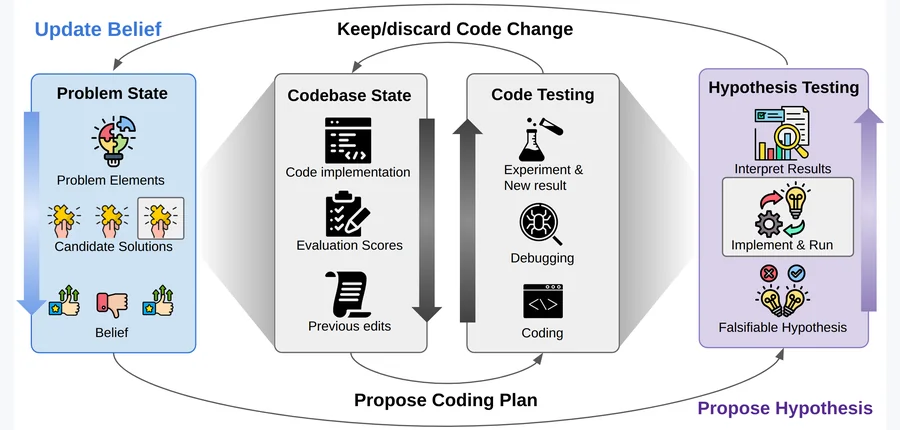 Update Belief
Keep/discard Code Change
Problem State
Problem Elements
Candidate Solutions
Belief
Codebase State
</>
Code implementation
Evaluation Scores
Previous edits
Code Testing
Experiment &
New result
Debugging
<\>
Coding
Hypothesis Testing
Interpret Results
Implement & Run
Falsifiable Hypothesis
Propose Coding Plan
Propose Hypothesis